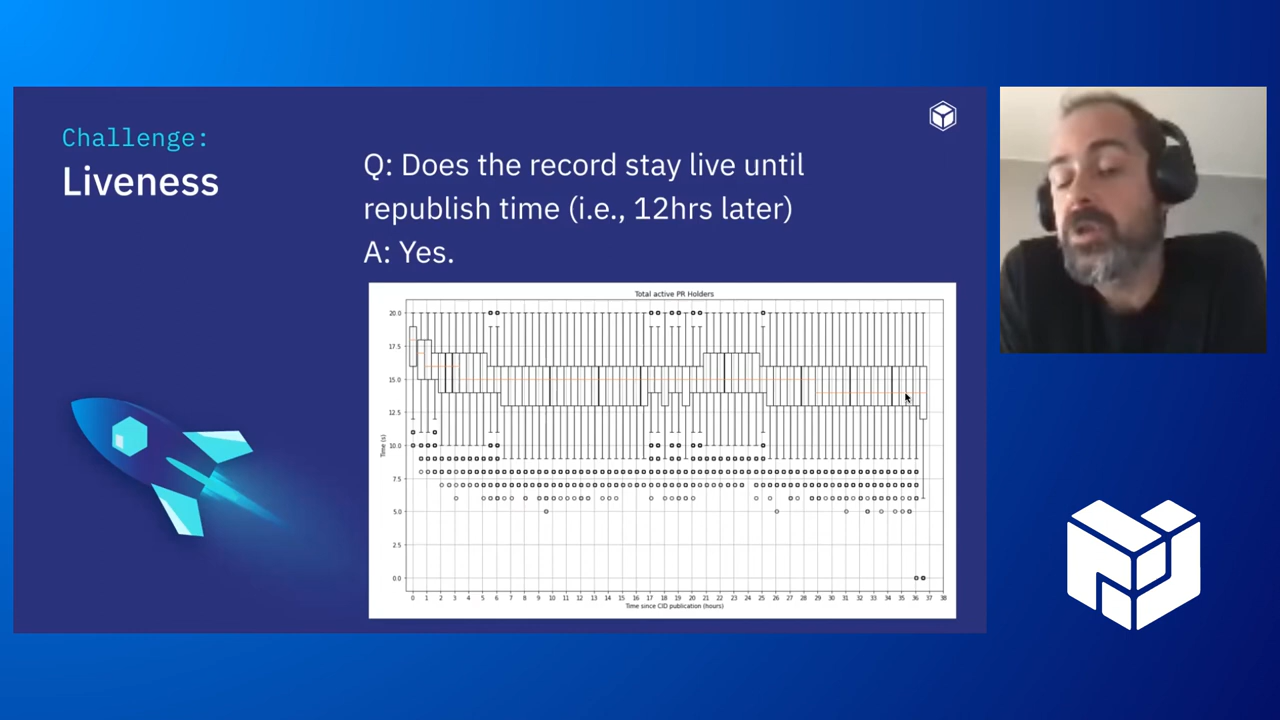 Challenge:
Liveness
Q: Does the record stay live until
republish time (i.e., 12hrs later)
A: Yes.
Total active PR Holders
20.0
17.5
15.0
12.5
10.0
7.5
5.0
2.5
0.0
Time (s)
0 1 2 3 4 5 6 7 8 9 10 11 12 13 14 15 16 17 18 19 20 21 22 23 24 25 26 27 28 29 30 31 32 33 34 35 36 37 38
Time since CID publication (hours)